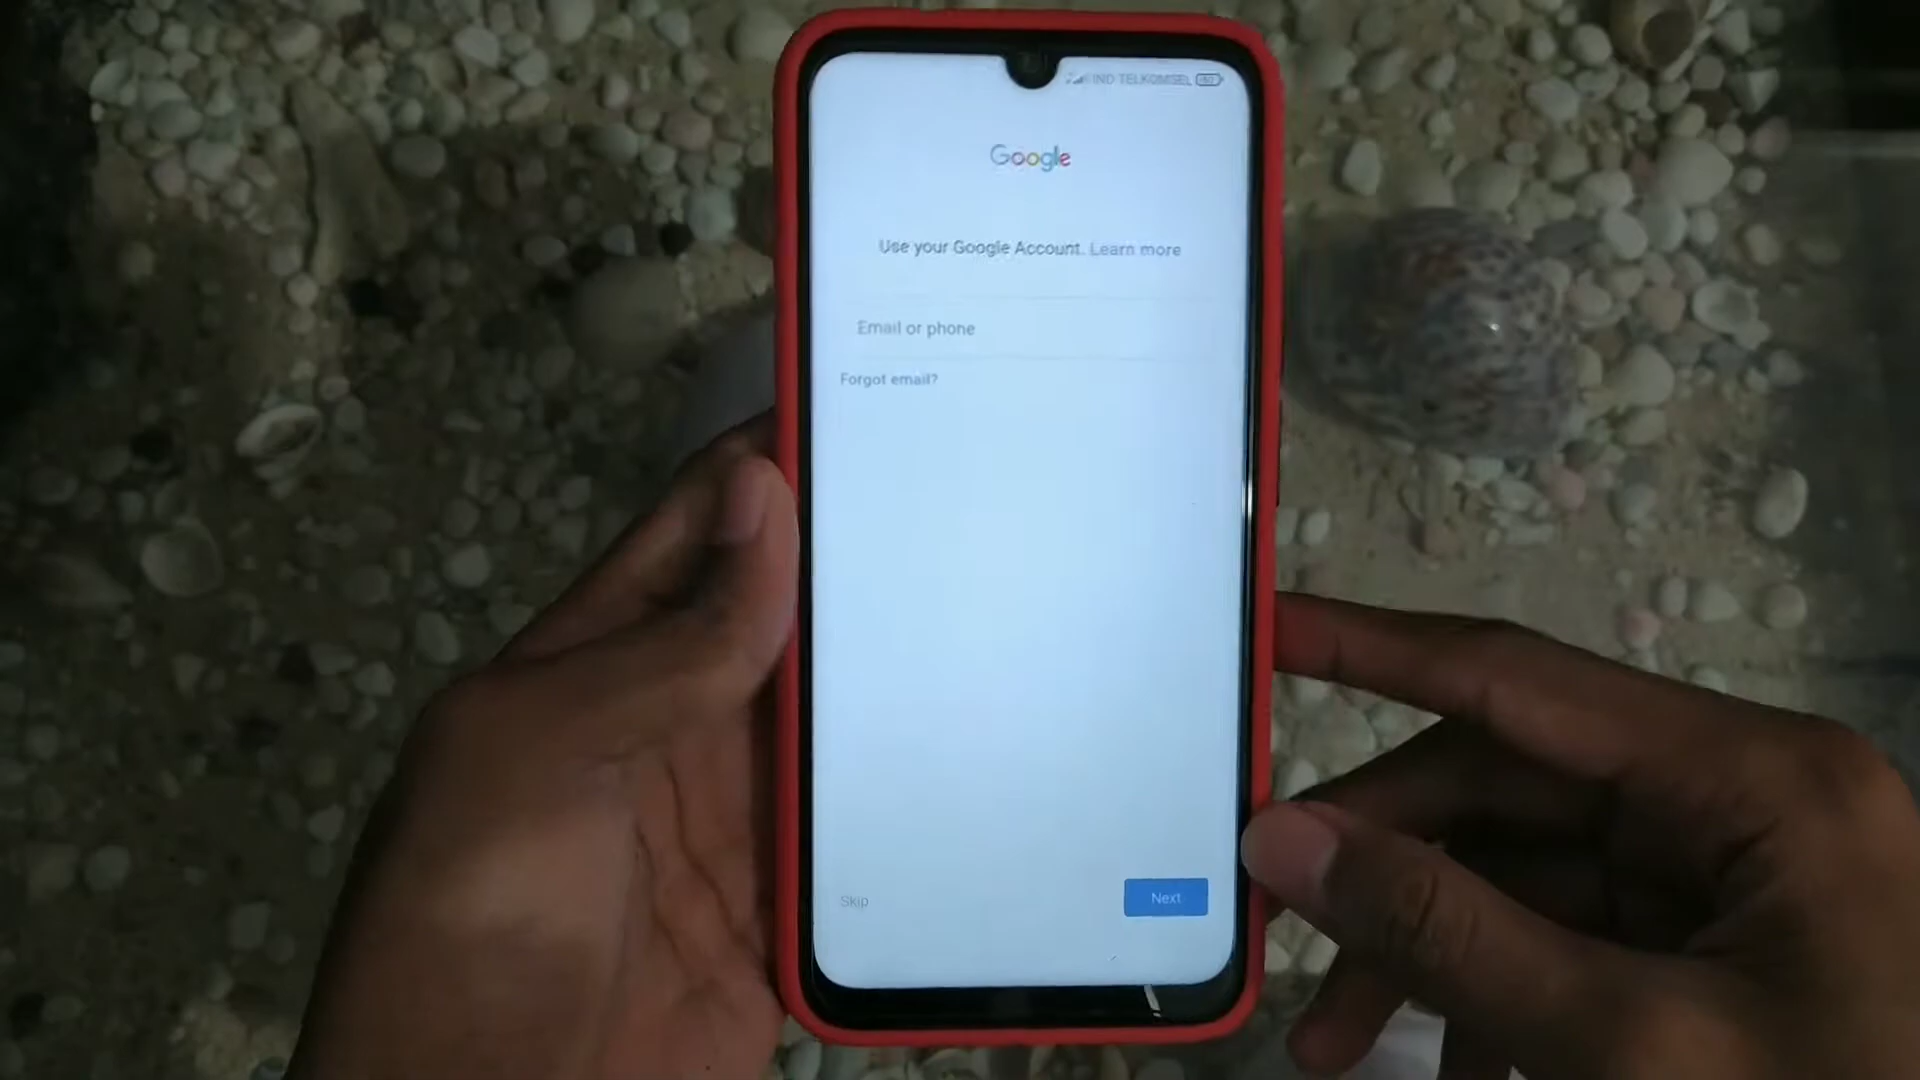 IND TELKOMSEL
Google
Use your Google Account. Learn more
Email or phone
Forgot email?
Skip
Next